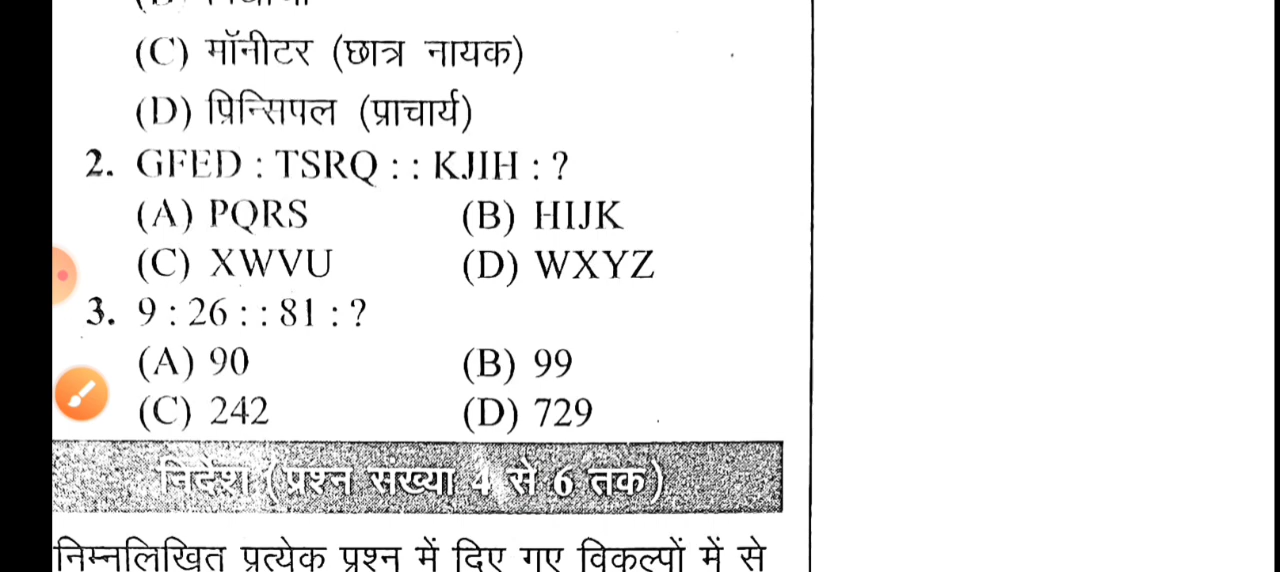 (C) मॉनीटर (छात्र नायक)
(D) प्रिन्सिपल (प्राचार्य)
2. GFED : TSRQ : : KJIH : ?
(A) PQRS (B) HIJK
(C) XWVU (D) WXYZ
3. 9 : 26 : : 81 : ?
(A) 90 (B) 99
(C) 242 (D) 729
निर्देश (प्रश्न संख्या 4 से 6 तक)
निम्नलिखित प्रत्येक प्रश्न में दिए गए विकल्पों में से